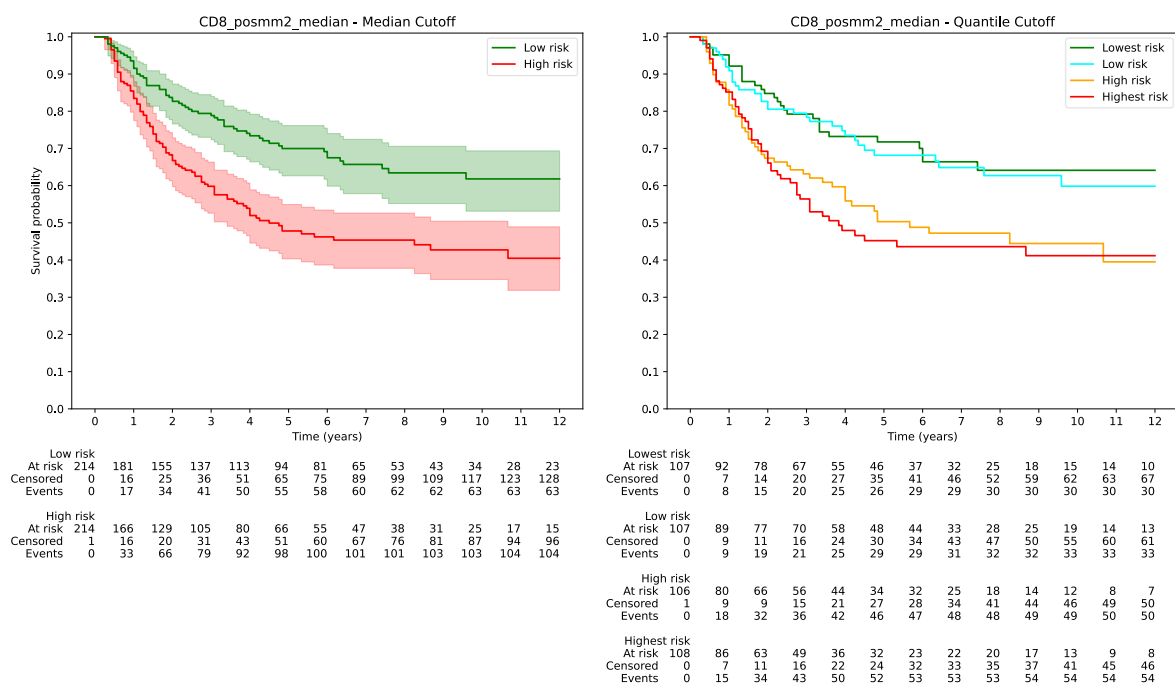 CD8_posmm2_median - Median Cutoff
Low risk
High risk
Survival probability
1.0
0.9
0.8
0.7
0.6
0.5
0.4
0.3
0.2
0.1
0.0
0 1 2 3 4 5 6 7 8 9 10 11 12
Time (years)
Low risk
At risk 214 181 155 137 113 94 81 65 53 43 34 28 23
Censored 0 16 25 36 51 65 75 89 99 109 117 123 128
Events 0 17 34 41 50 55 58 60 62 62 63 63 63
High risk
At risk 214 166 129 105 80 66 55 47 38 31 25 17 15
Censored 1 16 20 31 43 51 60 67 76 81 87 94 96
Events 0 33 66 79 92 98 100 101 101 103 103 104 104
CD8_posmm2_median - Quantile Cutoff
Lowest risk
Low risk
High risk
Highest risk
1.0
0.9
0.8
0.7
0.6
0.5
0.4
0.3
0.2
0.1
0.0
0 1 2 3 4 5 6 7 8 9 10 11 12
Time (years)
Lowest risk
At risk 107 92 78 67 55 46 37 32 25 18 15 14 10
Censored 0 7 14 20 27 35 41 46 52 59 62 63 67
Events 0 8 15 20 25 26 29 29 30 30 30 30 30
Low risk
At risk 107 89 77 70 58 48 44 33 28 25 19 14 13
Censored 0 9 11 16 24 30 34 43 47 50 55 60 61
Events 0 9 19 21 25 29 29 31 32 32 33 33 33
High risk
At risk 106 80 66 56 44 34 32 25 18 14 12 8 7
Censored 1 9 9 15 21 27 28 34 41 44 46 49 50
Events 0 18 32 36 42 46 47 48 48 49 49 50 50
Highest risk
At risk 108 86 63 49 36 32 23 22 20 17 13 9 8
Censored 0 7 11 16 22 24 32 33 35 37 41 45 46
Events 0 15 34 43 50 52 53 53 53 54 54 54 54